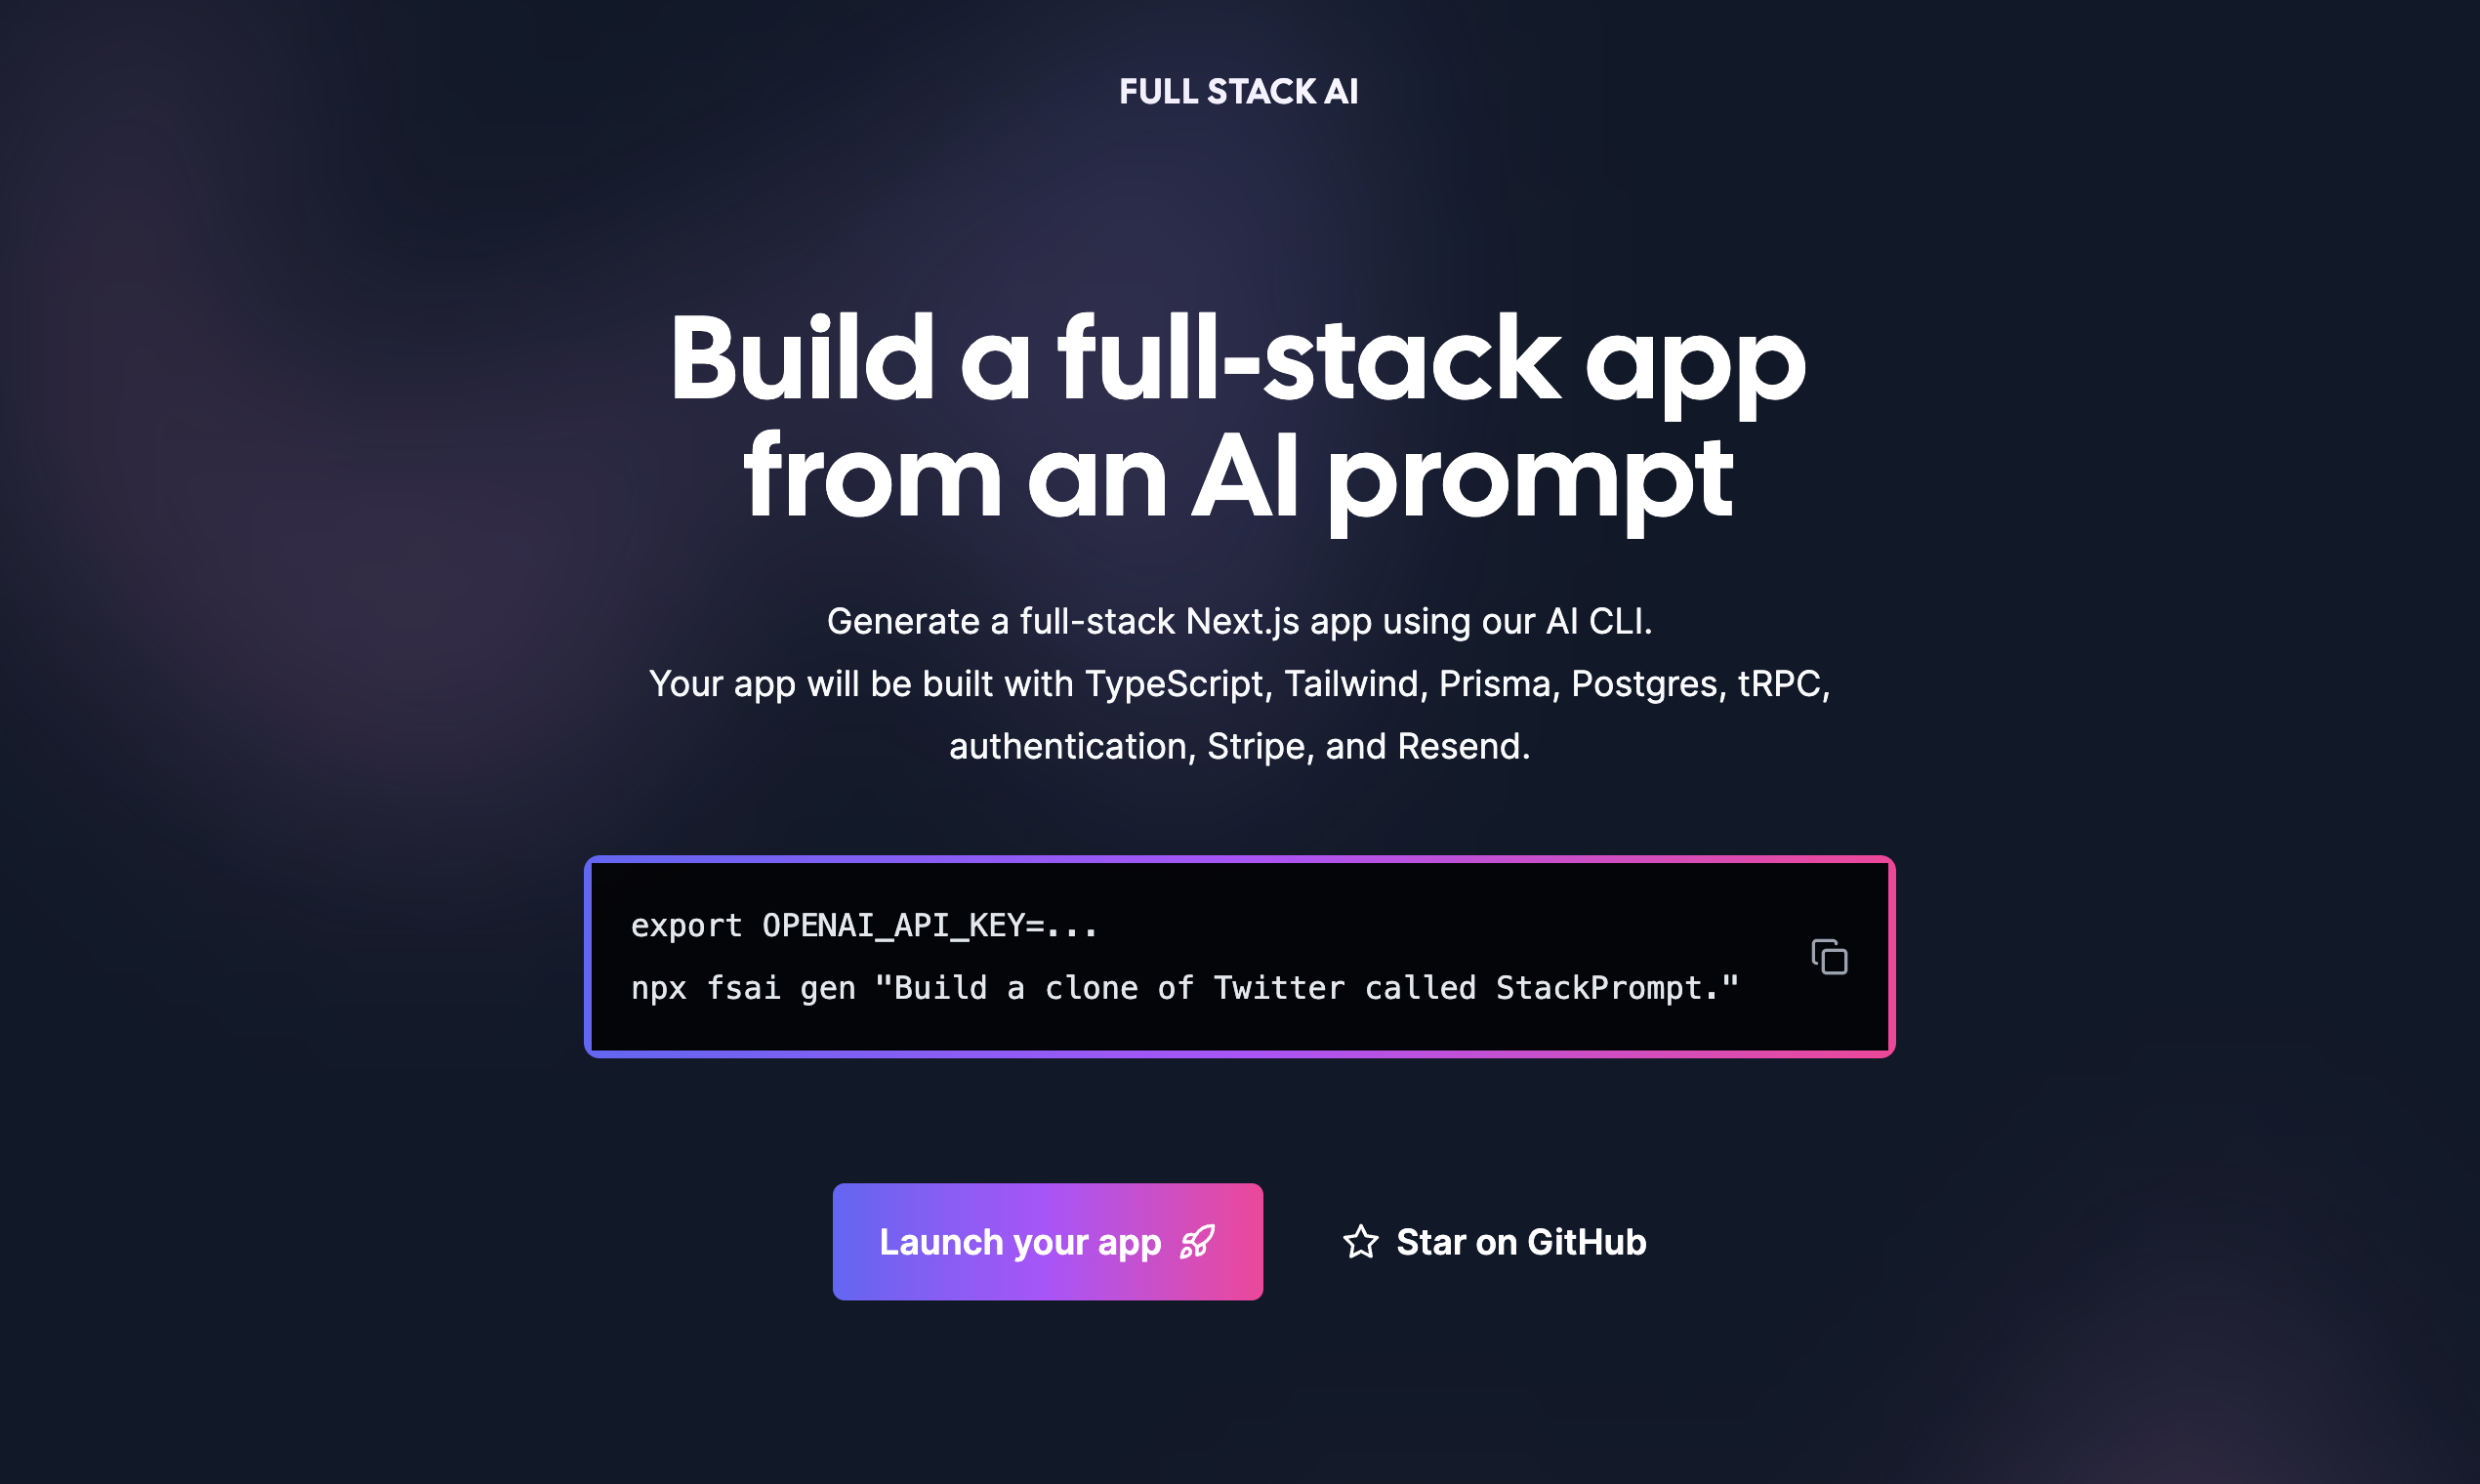 FULL STACK AI
Build a full-stack app
from an AI prompt
Generate a full-stack Next.js app using our AI CLI.
Your app will be built with TypeScript, Tailwind, Prisma, Postgres, tRPC,
authentication, Stripe, and Resend.
export OPENAI_API_KEY=...
npx fsai gen "Build a clone of Twitter called StackPrompt."
Launch your app
Star on GitHub